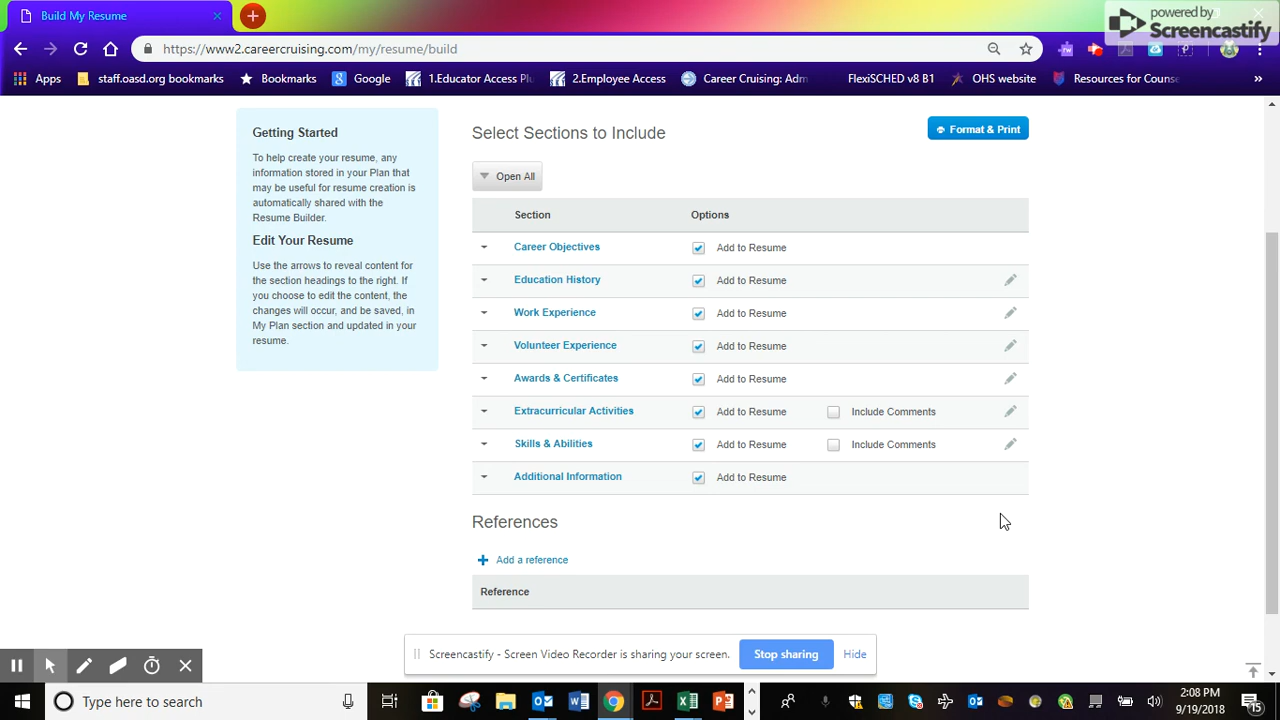 Build My Resume
powered by
Screencastify
https://www2.careercruising.com/my/resume/build
Apps
staff.oasd.org bookmarks
Bookmarks
Google
1.Educator Access Plu
2.Employee Access
Career Cruising: Adm
FlexiSCHED v8 B1
OHS website
Resources for Couns
»
Getting Started
To help create your resume, any
information stored in your Plan that
may be useful for resume creation is
automatically shared with the
Resume Builder.
Edit Your Resume
Use the arrows to reveal content for
the section headings to the right. If
you choose to edit the content, the
changes will occur, and be saved, in
My Plan section and updated in your
resume.
Select Sections to Include
Format & Print
Open All
Section Options
Career Objectives Add to Resume
Education History Add to Resume
Work Experience Add to Resume
Volunteer Experience Add to Resume
Awards & Certificates Add to Resume
Extracurricular Activities Add to Resume Include Comments
Skills & Abilities Add to Resume Include Comments
Additional Information Add to Resume
References
Add a reference
Reference
Screencastify - Screen Video Recorder is sharing your screen.
Stop sharing
Hide
Type here to search
2:08 PM
9/19/2018
15